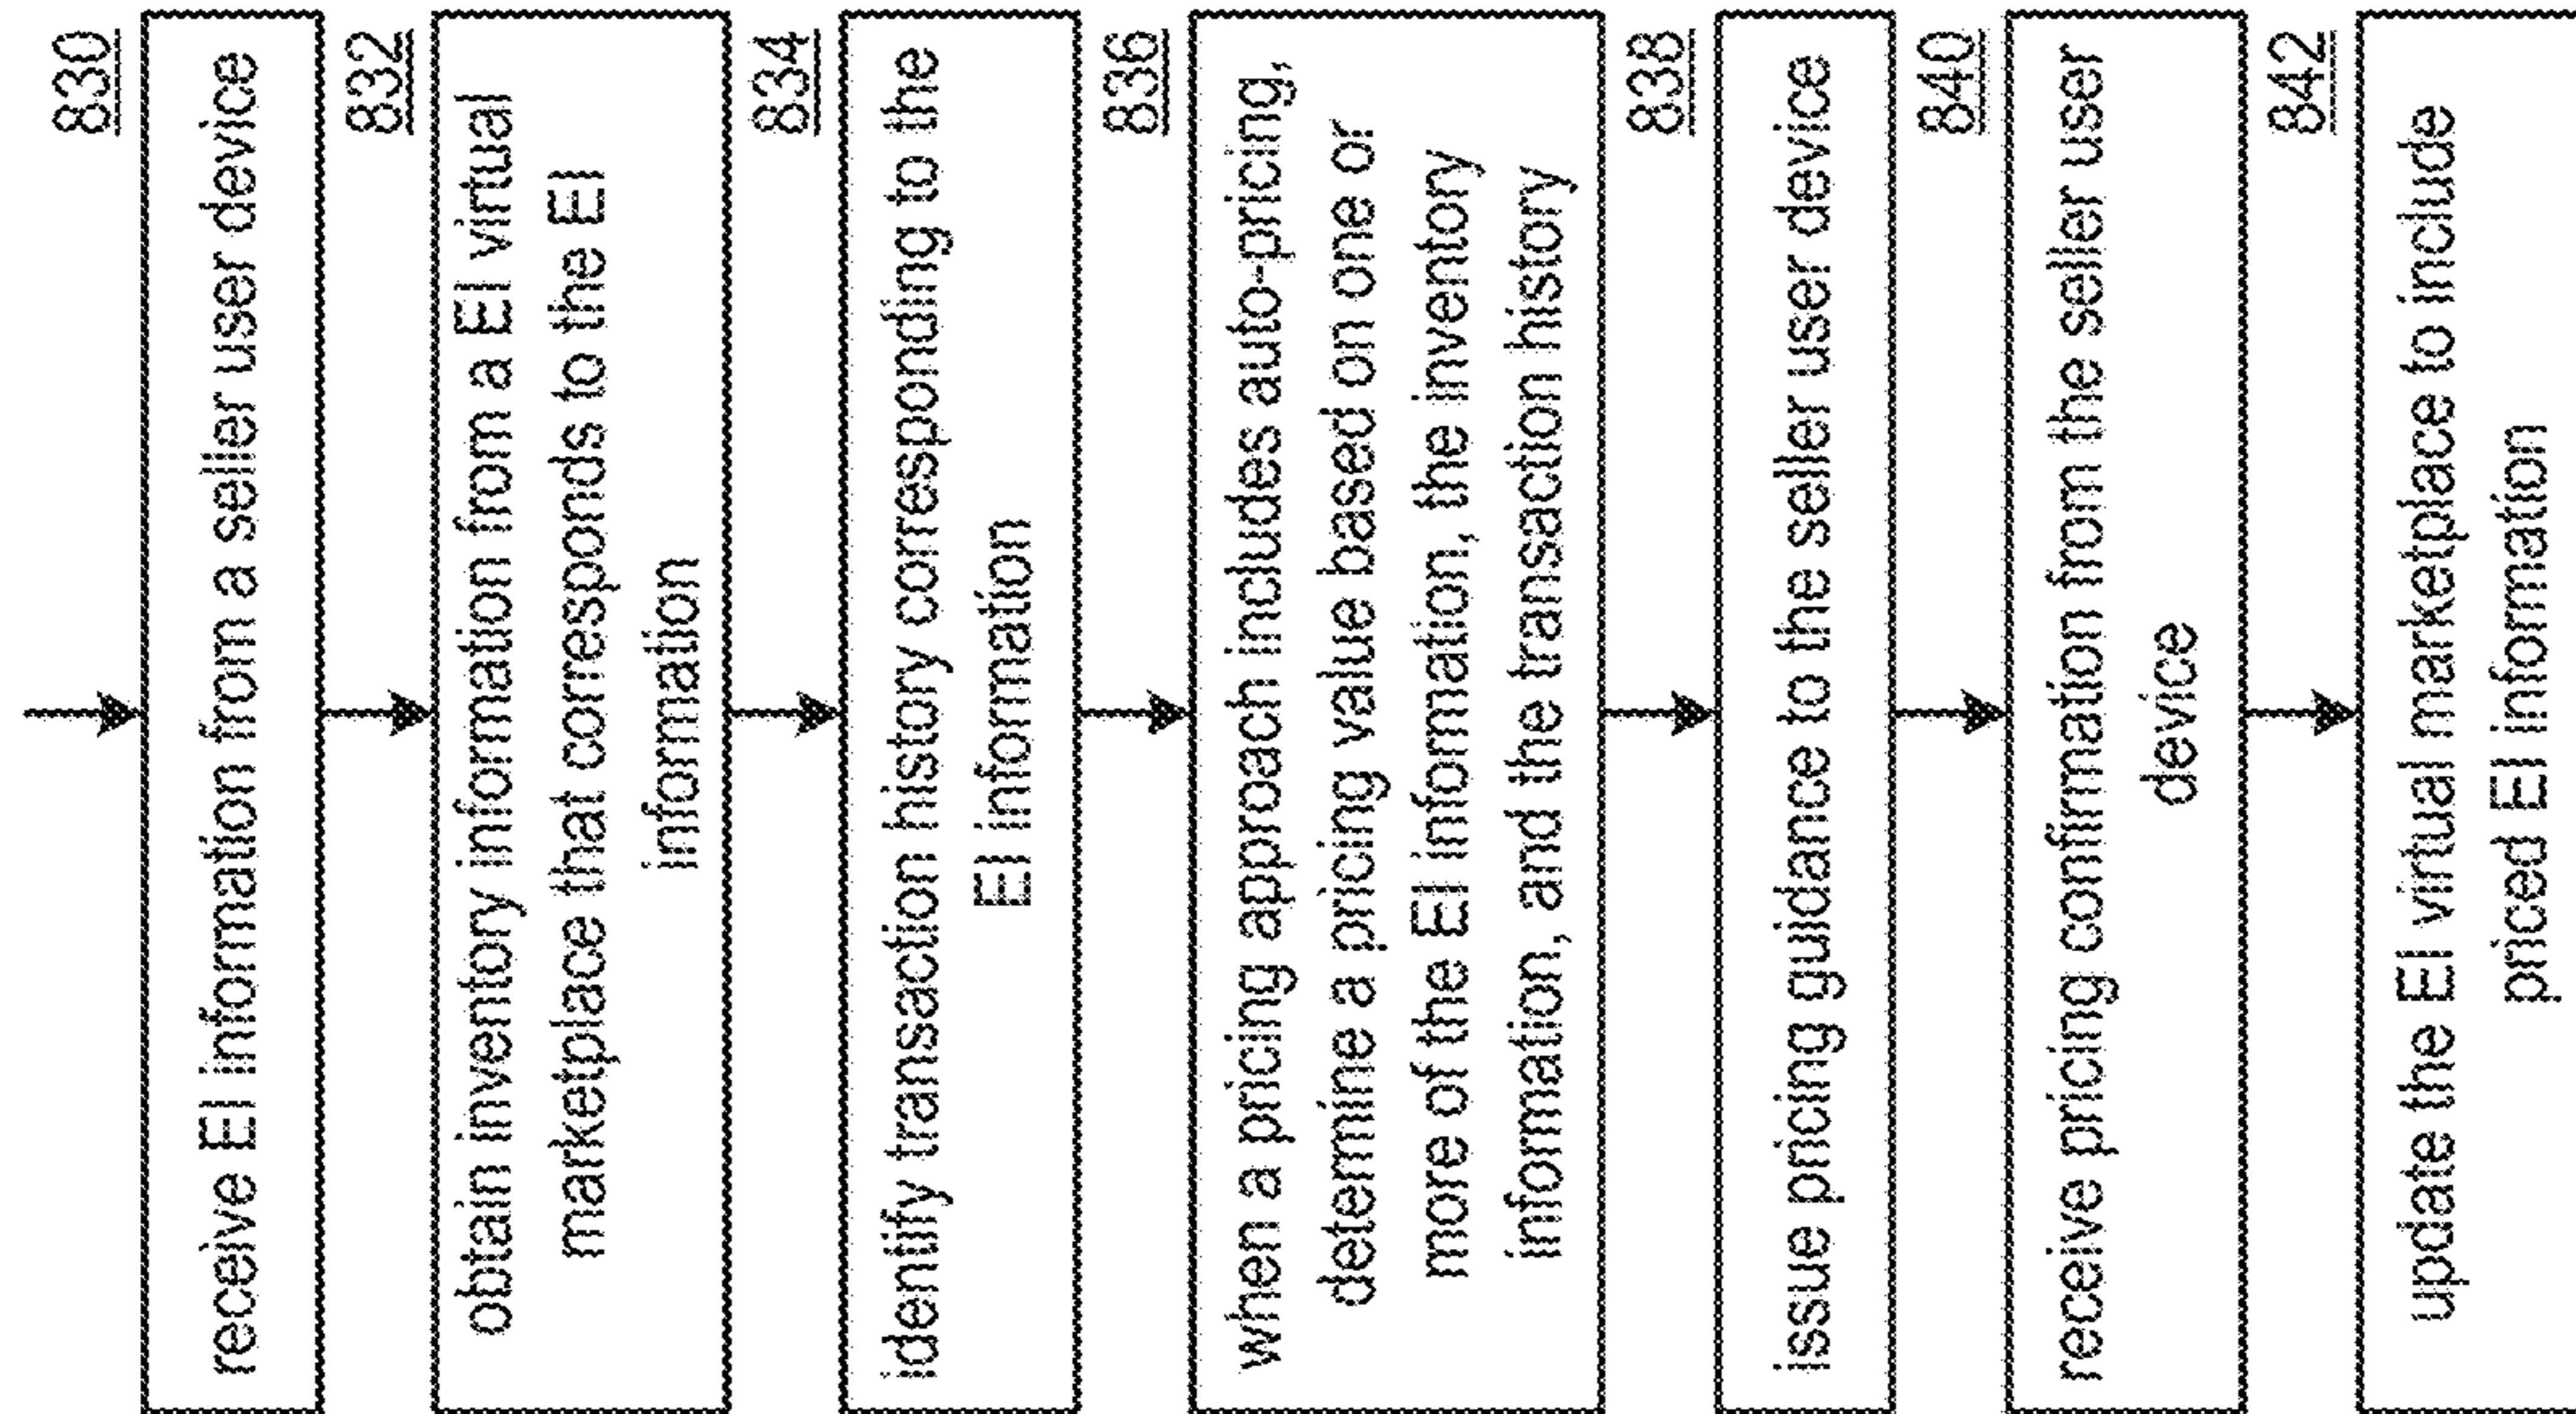 830
receive EI information from a seller user device
832
obtain inventory information from a EI virtual
marketplace that corresponds to the EI
information
834
identify transaction history corresponding to the
EI information
836
when a pricing approach includes auto-pricing,
determine a pricing value based on one or
more of the EI information, the inventory
information, and the transaction history
838
issue pricing guidance to the seller user device
840
receive pricing confirmation from the seller user
device
842
update the EI virtual marketplace to include
priced EI information